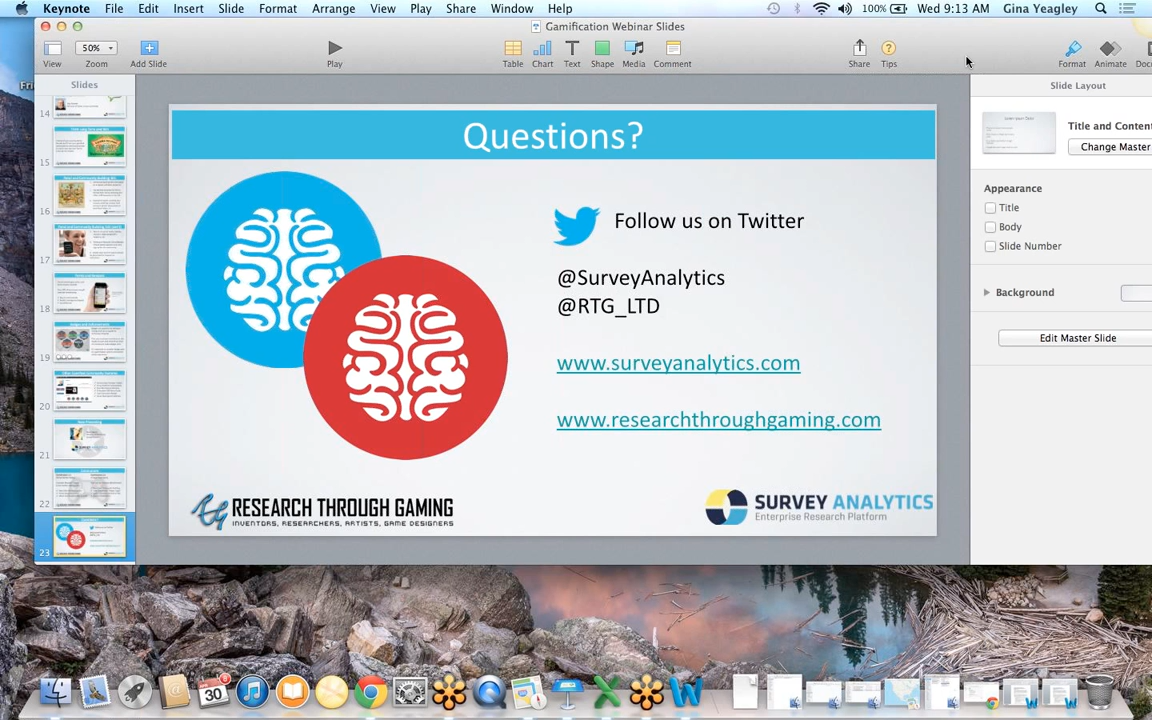 Keynote File Edit Insert Slide Format Arrange View Play Share Window Help 100% Wed 9:13 AM Gina Yeagley
Gamification Webinar Slides
50%
View Zoom Add Slide Play Table Chart Text Shape Media Comment Share Tips Format Animate Doc
Slides
Slide Layout
14
15
16
17
18
19
20
21
22
23
Questions?
Follow us on Twitter
@SurveyAnalytics
@RTG_LTD
www.surveyanalytics.com
www.researchthroughgaming.com
RESEARCH THROUGH GAMING
INVENTORS, RESEARCHERS, ARTISTS, GAME DESIGNERS
SURVEY ANALYTICS
Enterprise Research Platform
Title and Content
Change Master
Appearance
Title
Body
Slide Number
Background
Edit Master Slide
30